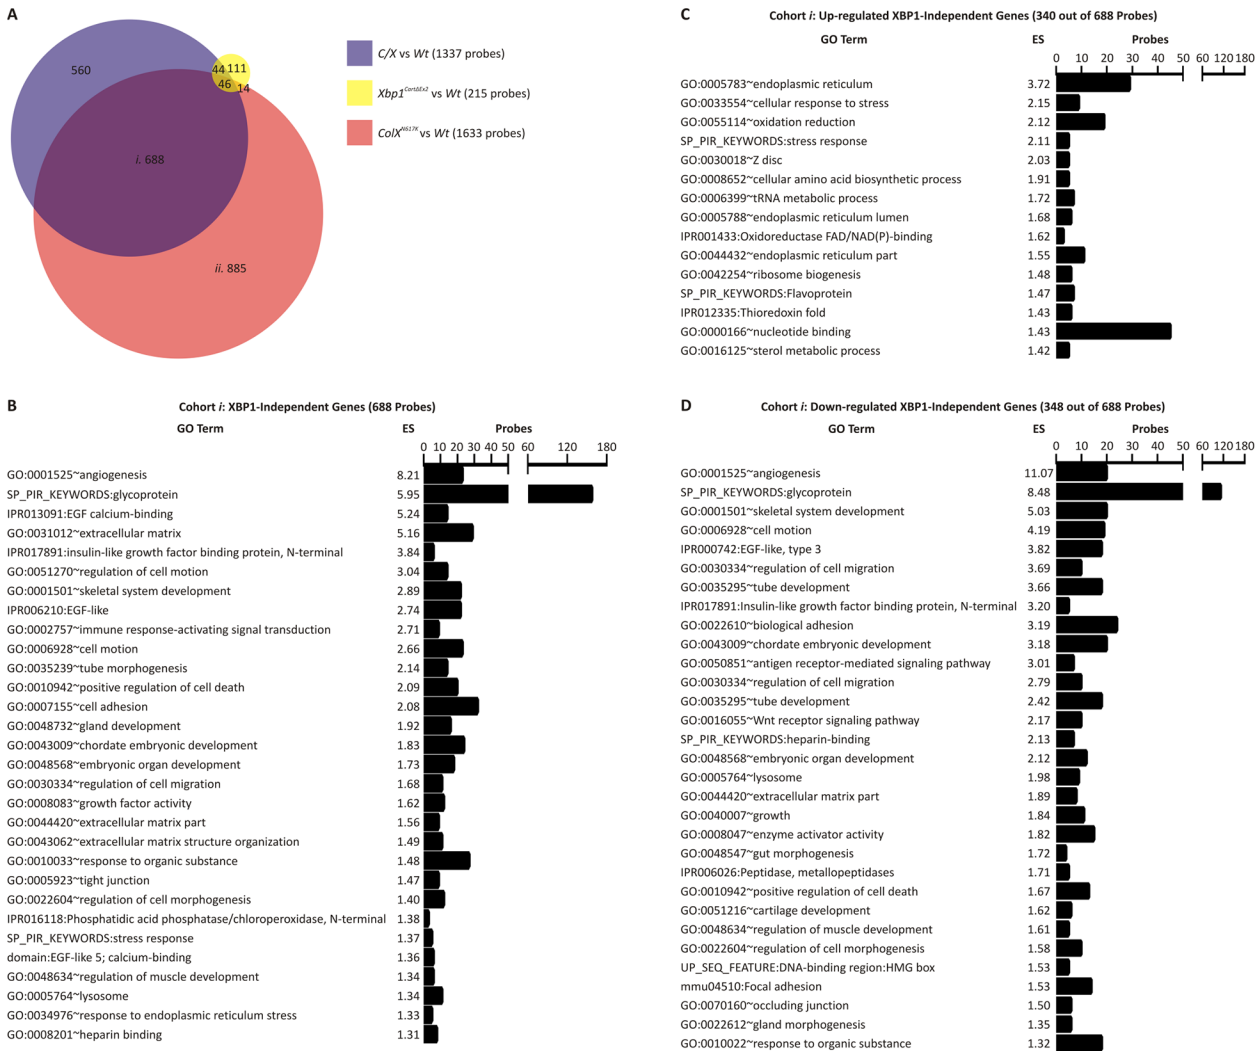 A
560
44
111
46
14
i. 688
ii. 885
C/X vs Wt (1337 probes)
Xbp1CartΔEx2 vs Wt (215 probes)
ColXN617K vs Wt (1633 probes)
B
Cohort i: XBP1-Independent Genes (688 Probes)
GO Term ES Probes
0 10 20 30 40 50 60 120 180
GO:0001525~angiogenesis 8.21
SP_PIR_KEYWORDS:glycoprotein 5.95
IPR013091:EGF calcium-binding 5.24
GO:0031012~extracellular matrix 5.16
IPR017891:insulin-like growth factor binding protein, N-terminal 3.84
GO:0051270~regulation of cell motion 3.04
GO:0001501~skeletal system development 2.89
IPR006210:EGF-like 2.74
GO:0002757~immune response-activating signal transduction 2.71
GO:0006928~cell motion 2.66
GO:0035239~tube morphogenesis 2.14
GO:0010942~positive regulation of cell death 2.09
GO:0007155~cell adhesion 2.08
GO:0048732~gland development 1.92
GO:0043009~chordate embryonic development 1.83
GO:0048568~embryonic organ development 1.73
GO:0030334~regulation of cell migration 1.68
GO:0008083~growth factor activity 1.62
GO:0044420~extracellular matrix part 1.56
GO:0043062~extracellular matrix structure organization 1.49
GO:0010033~response to organic substance 1.48
GO:0005923~tight junction 1.47
GO:0022604~regulation of cell morphogenesis 1.40
IPR016118:Phosphatidic acid phosphatase/chloroperoxidase, N-terminal 1.38
SP_PIR_KEYWORDS:stress response 1.37
domain:EGF-like 5; calcium-binding 1.36
GO:0048634~regulation of muscle development 1.34
GO:0005764~lysosome 1.34
GO:0034976~response to endoplasmic reticulum stress 1.33
GO:0008201~heparin binding 1.31
C
Cohort i: Up-regulated XBP1-Independent Genes (340 out of 688 Probes)
GO Term ES Probes
0 10 20 30 40 50 60 120 180
GO:0005783~endoplasmic reticulum 3.72
GO:0033554~cellular response to stress 2.15
GO:0055114~oxidation reduction 2.12
SP_PIR_KEYWORDS:stress response 2.11
GO:0030018~Z disc 2.03
GO:0008652~cellular amino acid biosynthetic process 1.91
GO:0006399~tRNA metabolic process 1.72
GO:0005788~endoplasmic reticulum lumen 1.68
IPR001433:Oxidoreductase FAD/NAD(P)-binding 1.62
GO:0044432~endoplasmic reticulum part 1.55
GO:0042254~ribosome biogenesis 1.48
SP_PIR_KEYWORDS:Flavoprotein 1.47
IPR012335:Thioredoxin fold 1.43
GO:0000166~nucleotide binding 1.43
GO:0016125~sterol metabolic process 1.42
D
Cohort i: Down-regulated XBP1-Independent Genes (348 out of 688 Probes)
GO Term ES Probes
0 10 20 30 40 50 60 120 180
GO:0001525~angiogenesis 11.07
SP_PIR_KEYWORDS:glycoprotein 8.48
GO:0001501~skeletal system development 5.03
GO:0006928~cell motion 4.19
IPR000742:EGF-like, type 3 3.82
GO:0030334~regulation of cell migration 3.69
GO:0035295~tube development 3.66
IPR017891:Insulin-like growth factor binding protein, N-terminal 3.20
GO:0022610~biological adhesion 3.19
GO:0043009~chordate embryonic development 3.18
GO:0050851~antigen receptor-mediated signaling pathway 3.01
GO:0030334~regulation of cell migration 2.79
GO:0035295~tube development 2.42
GO:0016055~Wnt receptor signaling pathway 2.17
SP_PIR_KEYWORDS:heparin-binding 2.13
GO:0048568~embryonic organ development 2.12
GO:0005764~lysosome 1.98
GO:0044420~extracellular matrix part 1.89
GO:0040007~growth 1.84
GO:0008047~enzyme activator activity 1.82
GO:0048547~gut morphogenesis 1.72
IPR006026:Peptidase, metallopeptidases 1.71
GO:0010942~positive regulation of cell death 1.67
GO:0051216~cartilage development 1.62
GO:0048634~regulation of muscle development 1.61
GO:0022604~regulation of cell morphogenesis 1.58
UP_SEQ_FEATURE:DNA-binding region:HMG box 1.53
mmu04510:Focal adhesion 1.53
GO:0070160~occluding junction 1.50
GO:0022612~gland morphogenesis 1.35
GO:0010022~response to organic substance 1.32